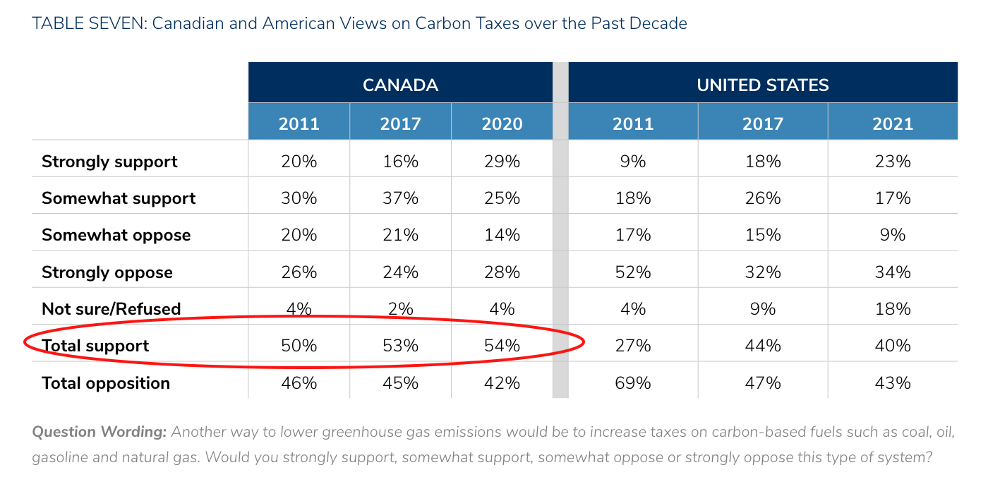 TABLE SEVEN: Canadian and American Views on Carbon Taxes over the Past Decade
CANADA UNITED STATES
2011 2017 2020 2011 2017 2021
Strongly support 20% 16% 29% 9% 18% 23%
Somewhat support 30% 37% 25% 18% 26% 17%
Somewhat oppose 20% 21% 14% 17% 15% 9%
Strongly oppose 26% 24% 28% 52% 32% 34%
Not sure/Refused 4% 2% 4% 4% 9% 18%
Total support 50% 53% 54% 27% 44% 40%
Total opposition 46% 45% 42% 69% 47% 43%
Question Wording: Another way to lower greenhouse gas emissions would be to increase taxes on carbon-based fuels such as coal, oil,
gasoline and natural gas. Would you strongly support, somewhat support, somewhat oppose or strongly oppose this type of system?